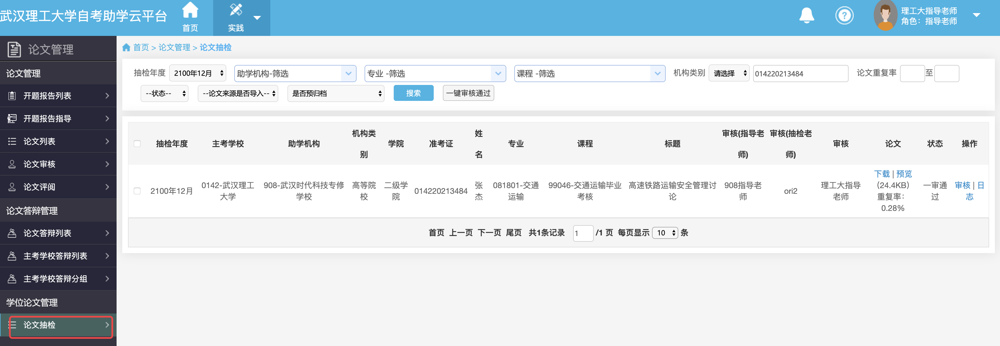 武汉理工大学自考助学云平台
首页
实践
理工大指导老师
角色：指导老师
论文管理
论文管理
开题报告列表
开题报告指导
论文列表
论文审核
论文评阅
论文答辩管理
论文答辩列表
主考学校答辩列表
主考学校答辩分组
学位论文管理
论文抽检
首页 > 论文管理 > 论文抽检
抽检年度 2100年12月 助学机构-筛选 专业 -筛选 课程 -筛选 机构类别 请选择 014220213484 论文重复率 至
--状态-- --论文来源是否导入-- 是否预归档 搜索 一键审核通过
抽检年度 主考学校 助学机构 机构类别 学院 准考证 姓名 专业 课程 标题 审核(指导老师) 审核(抽检老师) 审核 论文 状态 操作
2100年12月 0142-武汉理工大学 908-武汉时代科技专修学校 高等院校 二级学院 014220213484 张杰 081801-交通运输 99046-交通运输毕业考核 高速铁路运输安全管理讨论 908指导老师 ori2 理工大指导老师 下载 | 预览 (24.4KB) 重复率：0.28% 一审通过 审核 | 日志
首页 上一页 下一页 尾页 共1条记录 1 /1 页 每页显示 10 条